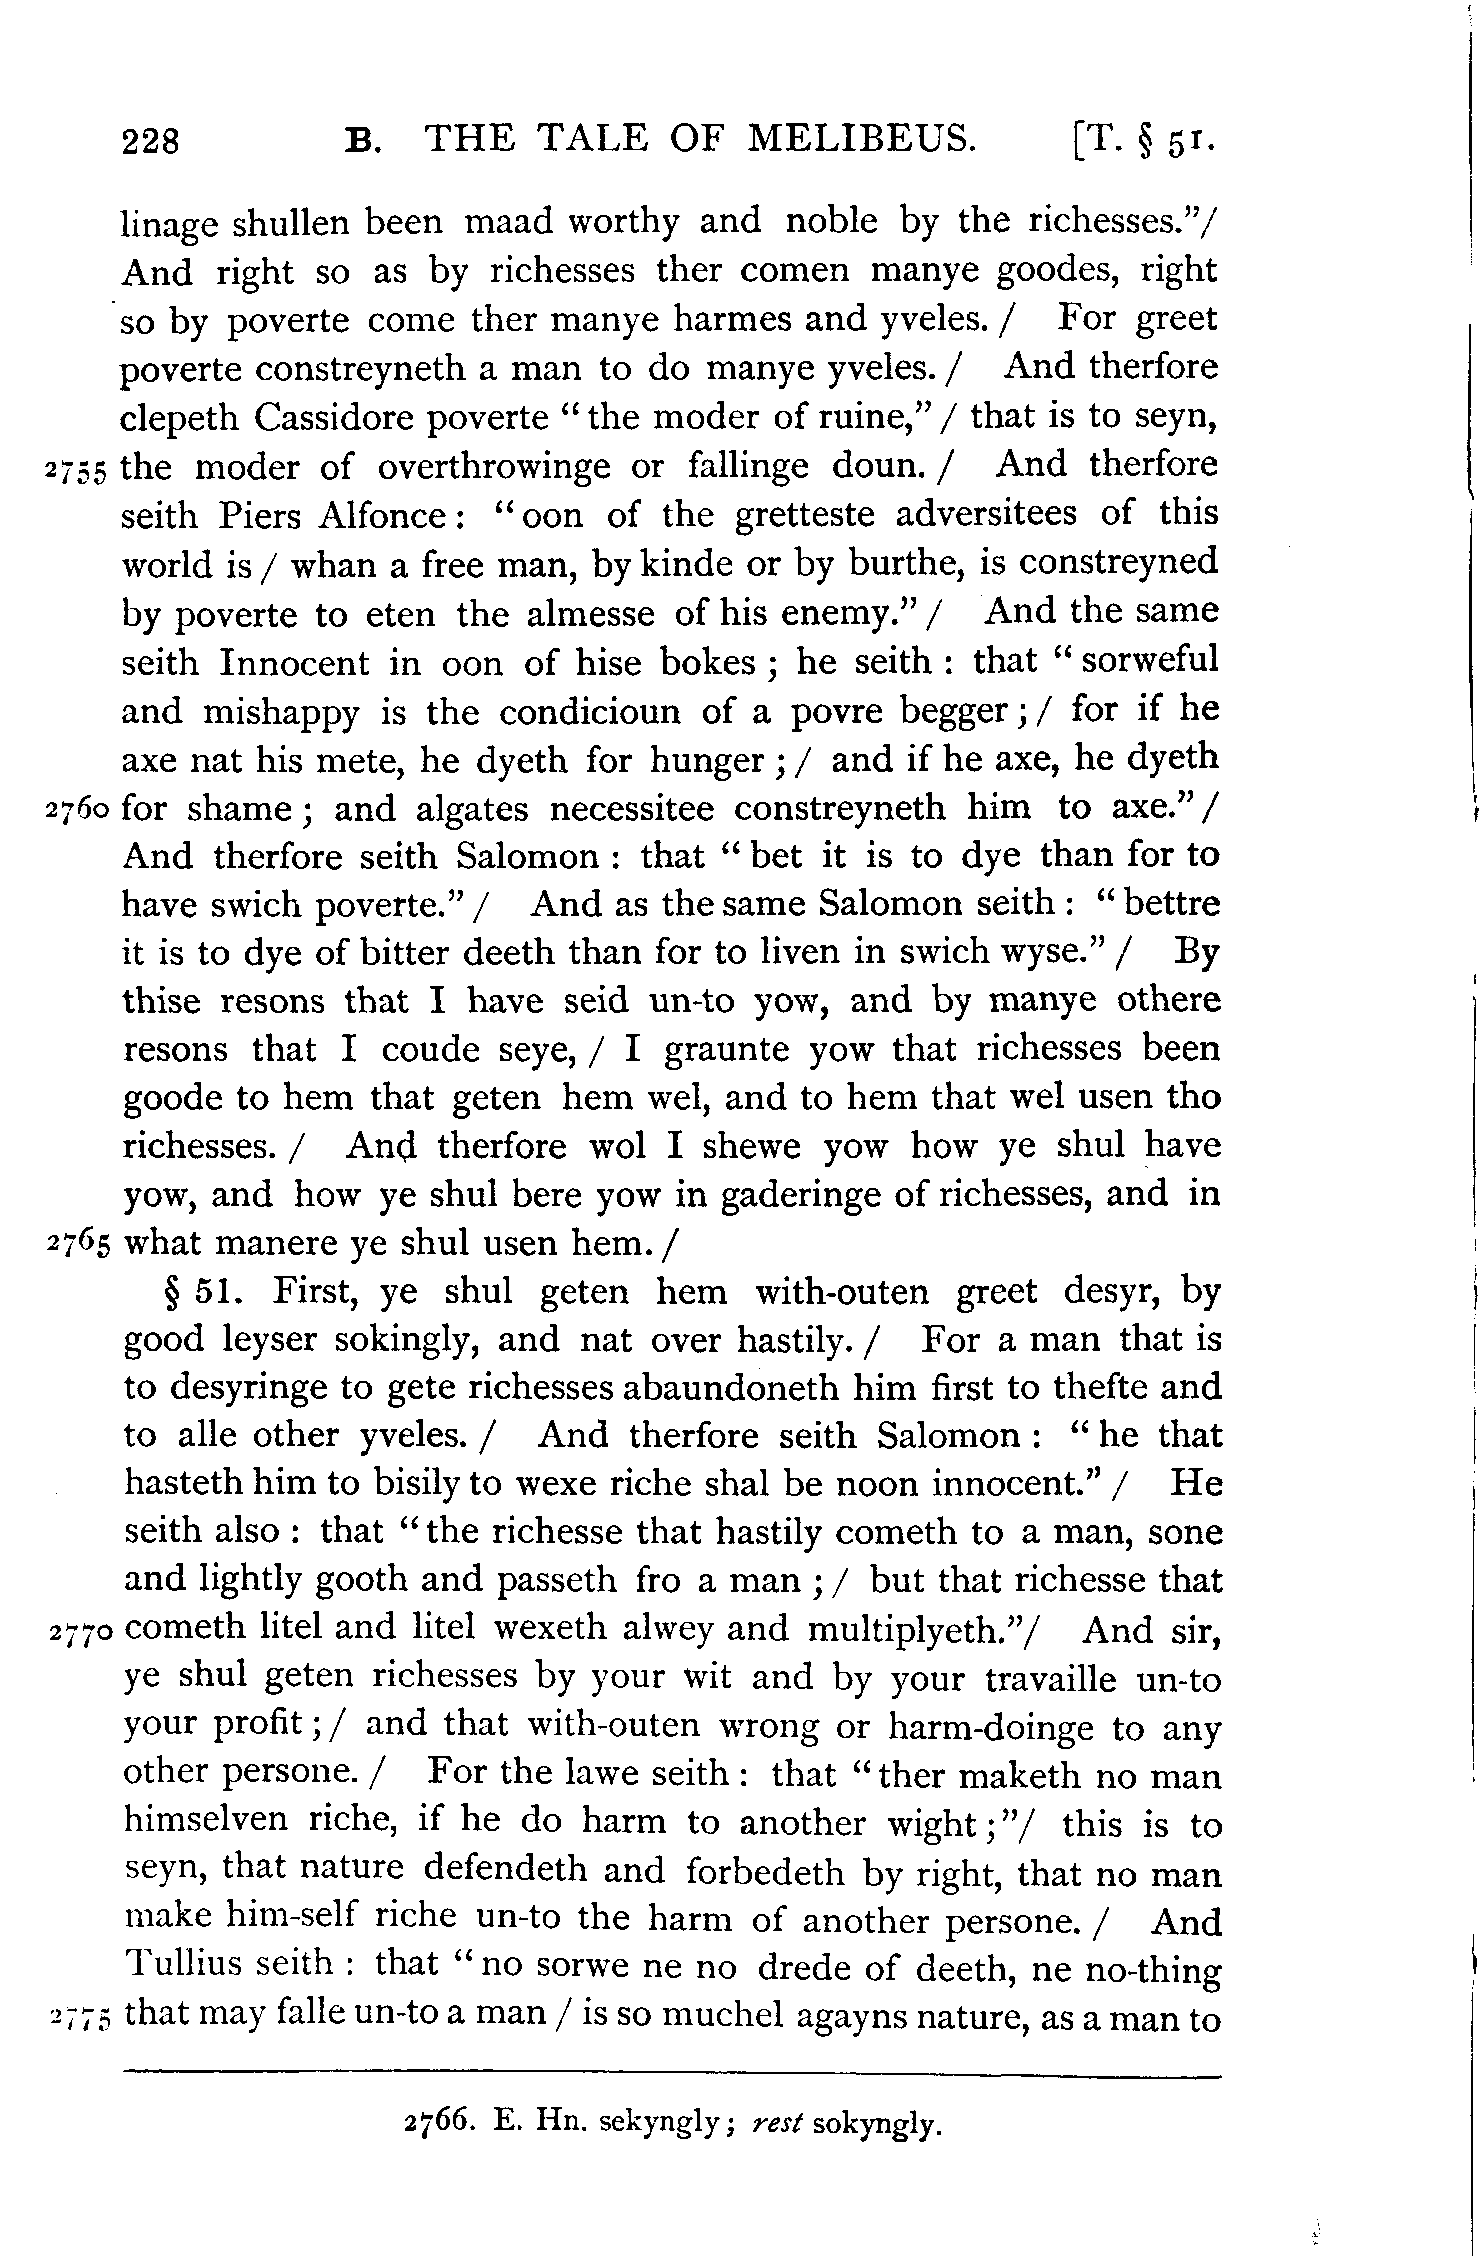 228 B. THE TALE OF MELIBEUS. [T. § 51.
linage shullen been maad worthy and noble by the richesses."/
And right so as by richesses ther comen manye goodes, right
so by poverte come ther manye harmes and yveles. / For greet
poverte constreyneth a man to do manye yveles. / And therfore
clepeth Cassidore poverte "the moder of ruine," / that is to seyn,
2755 the moder of overthrowinge or fallinge doun. / And therfore
seith Piers Alfonce: "oon of the gretteste adversitees of this
world is / whan a free man, by kinde or by burthe, is constreyned
by poverte to eten the almesse of his enemy." / And the same
seith Innocent in oon of hise bokes; he seith: that "sorweful
and mishappy is the condicioun of a povre begger; / for if he
axe nat his mete, he dyeth for hunger; / and if he axe, he dyeth
2760 for shame; and algates necessitee constreyneth him to axe." /
And therfore seith Salomon: that "bet it is to dye than for to
have swich poverte." / And as the same Salomon seith: "bettre
it is to dye of bitter deeth than for to liven in swich wyse." / By
thise resons that I have seid un-to yow, and by manye othere
resons that I coude seye, / I graunte yow that richesses been
goode to hem that geten hem wel, and to hem that wel usen tho
richesses. / And therfore wol I shewe yow how ye shul have
yow, and how ye shul bere yow in gaderinge of richesses, and in
2765 what manere ye shul usen hem. /
§ 51. First, ye shul geten hem with-outen greet desyr, by
good leyser sokingly, and nat over hastily. / For a man that is
to desyringe to gete richesses abaundoneth him first to thefte and
to alle other yveles. / And therfore seith Salomon: "he that
hasteth him to bisily to wexe riche shal be noon innocent." / He
seith also: that "the richesse that hastily cometh to a man, sone
and lightly gooth and passeth fro a man; / but that richesse that
2770 cometh litel and litel wexeth alwey and multiplyeth."/ And sir,
ye shul geten richesses by your wit and by your travaille un-to
your profit; / and that with-outen wrong or harm-doinge to any
other persone. / For the lawe seith: that "ther maketh no man
himselven riche, if he do harm to another wight;"/ this is to
seyn, that nature defendeth and forbedeth by right, that no man
make him-self riche un-to the harm of another persone. / And
Tullius seith: that "no sorwe ne no drede of deeth, ne no-thing
2775 that may falle un-to a man / is so muchel agayns nature, as a man to
2766. E. Hn. sekyngly; rest sokyngly.